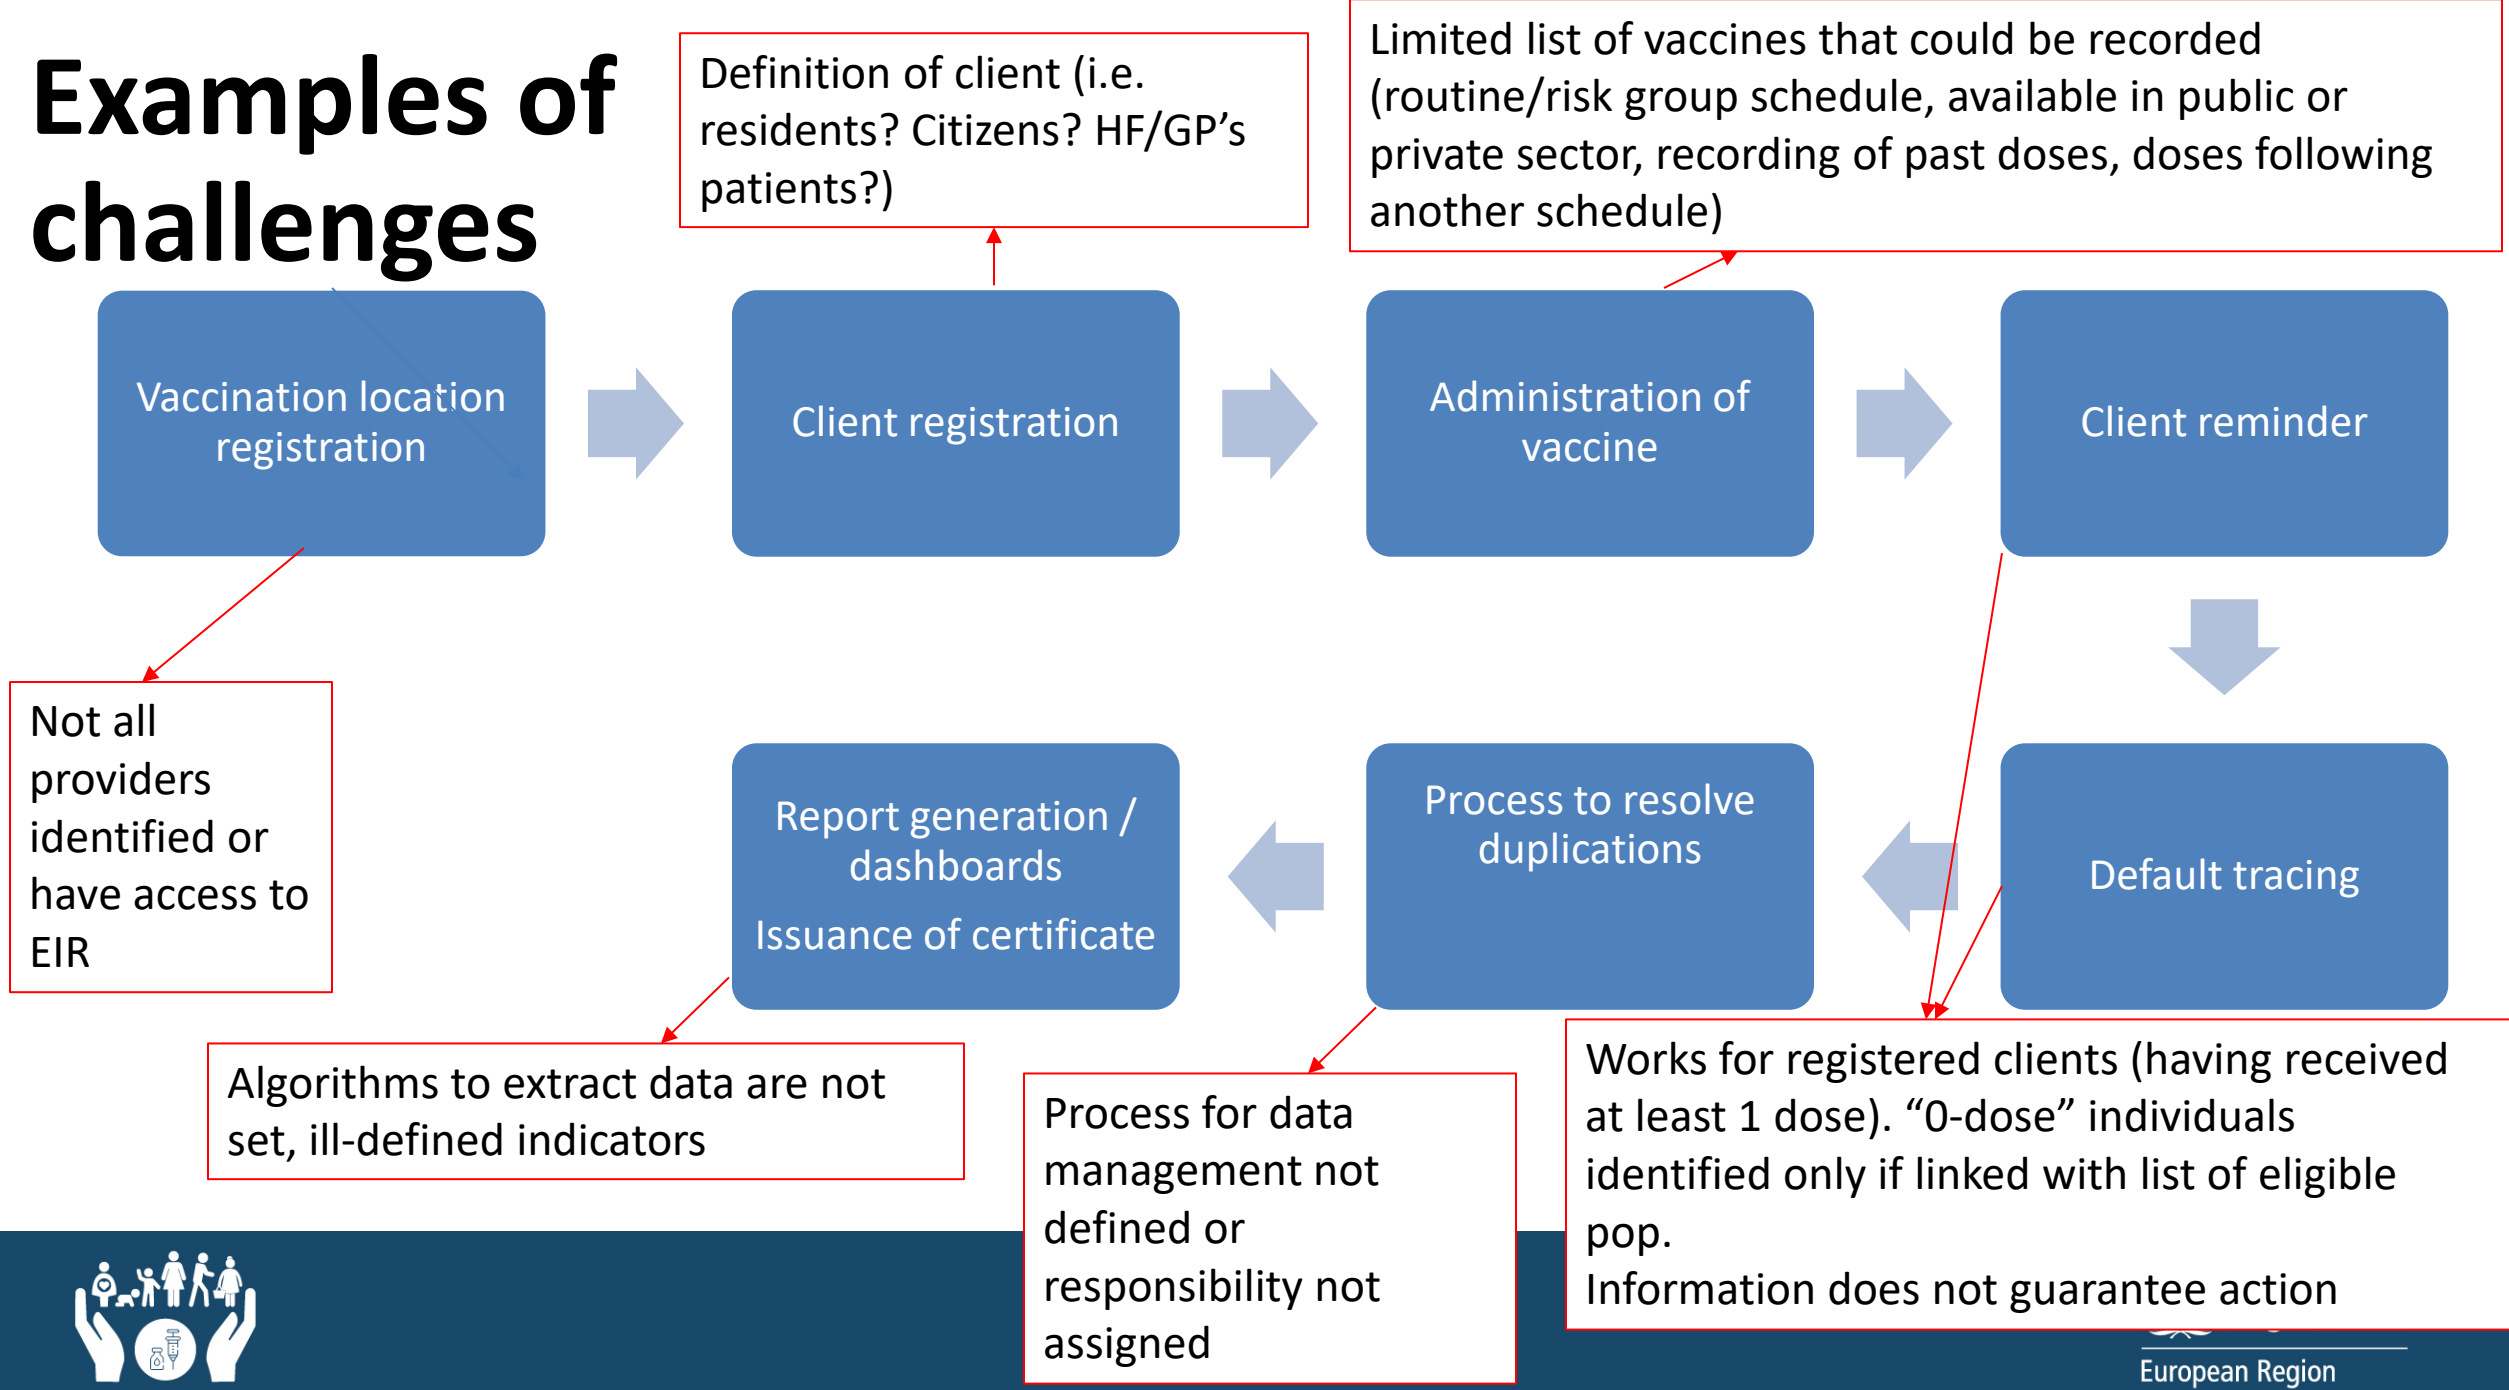 Examples of
challenges
Definition of client (i.e.
residents? Citizens? HF/GP’s
patients?)
Limited list of vaccines that could be recorded
(routine/risk group schedule, available in public or
private sector, recording of past doses, doses following
another schedule)
Vaccination location
registration
Client registration
Administration of
vaccine
Client reminder
Not all
providers
identified or
have access to
EIR
Report generation /
dashboards
Issuance of certificate
Process to resolve
duplications
Default tracing
Algorithms to extract data are not
set, ill-defined indicators
Process for data
management not
defined or
responsibility not
assigned
Works for registered clients (having received
at least 1 dose). “0-dose” individuals
identified only if linked with list of eligible
pop.
Information does not guarantee action
European Region